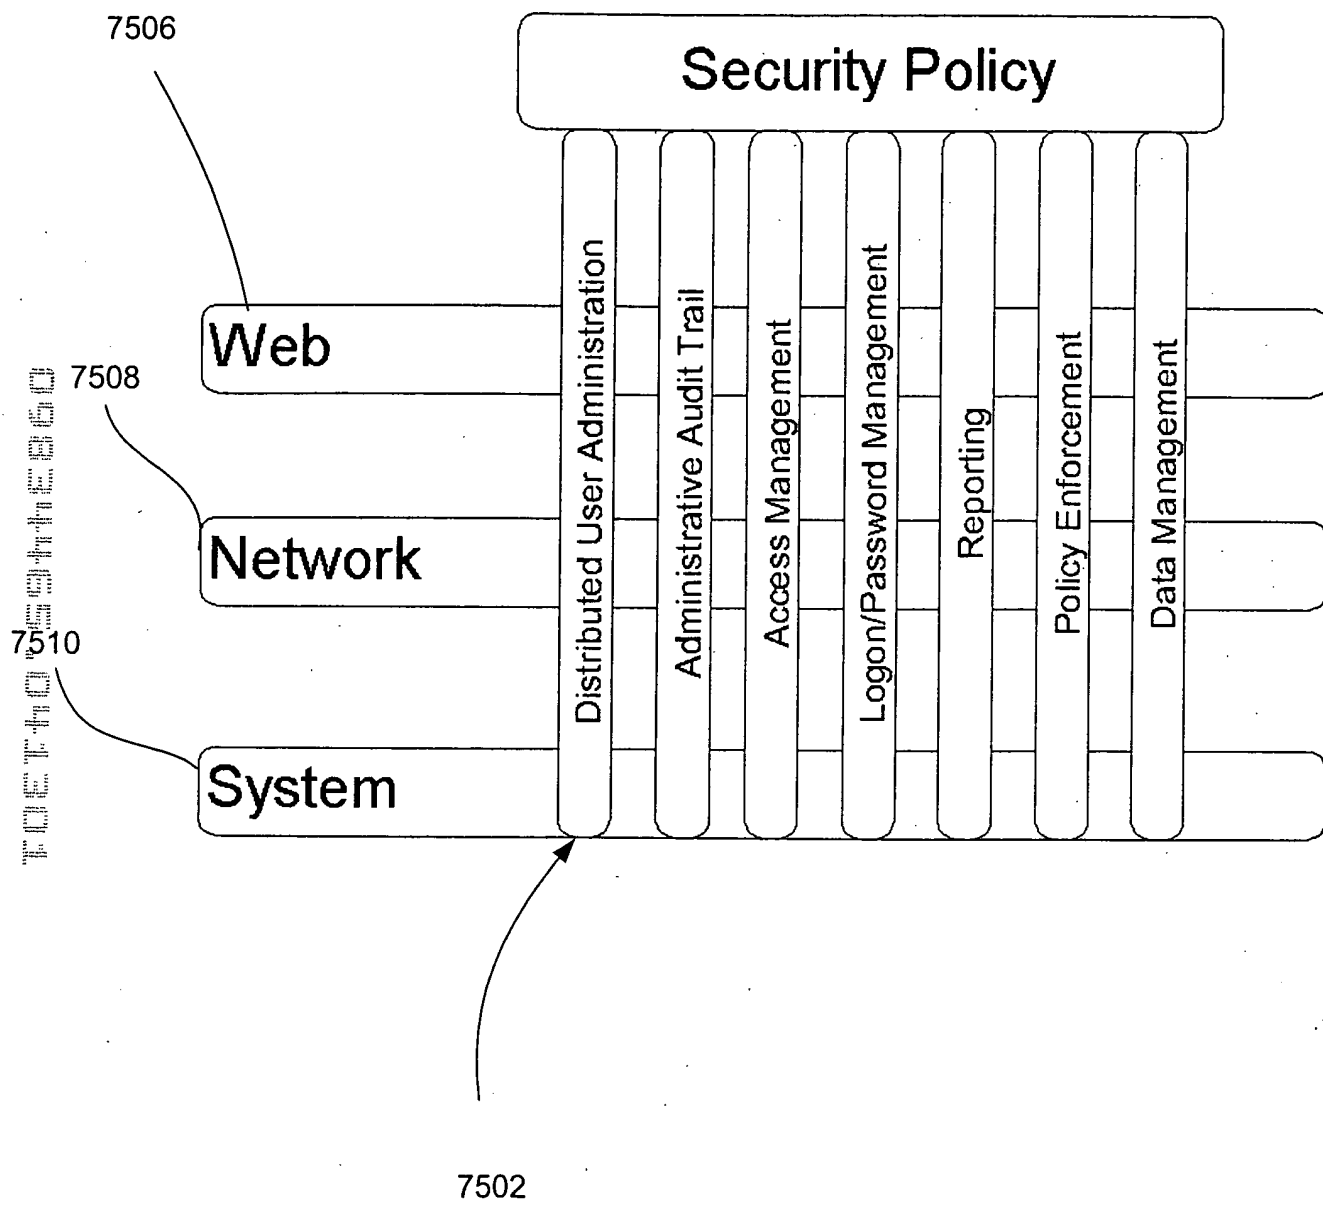 7506
Security Policy
Web
7508
Network
7510
System
Distributed User Administration
Administrative Audit Trail
Access Management
Logon/Password Management
Reporting
Policy Enforcement
Data Management
7502